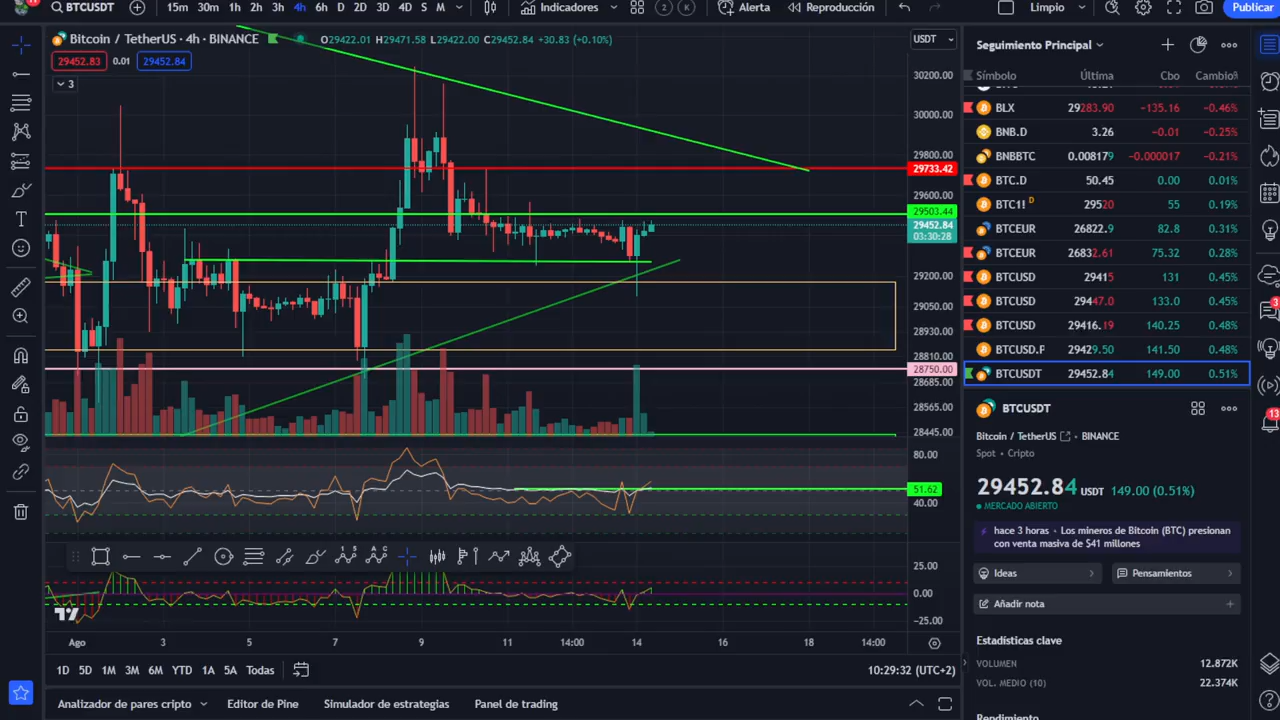 BTCUSDT
15m 30m 1h 2h 3h 4h 6h D 2D 3D 4D S M
Indicadores
2 K
Alerta
Reproducción
Limpio
Publicar
Bitcoin / TetherUS · 4h · BINANCE
O29422.01 H29471.58 L29422.00 C29452.84 +30.83 (+0.10%)
USDT
29452.83 0.01 29452.84
3
30200.00
30000.00
29800.00
29733.42
29600.00
29503.44
29452.84
03:30:28
29200.00
29050.00
28930.00
28810.00
28750.00
28685.00
28565.00
28445.00
80.00
51.62
40.00
25.00
0.00
−25.00
Ago 3 5 7 9 11 14:00 14 16 18 14:00
1D 5D 1M 3M 6M YTD 1A 5A Todas
10:29:32 (UTC+2)
Analizador de pares cripto
Editor de Pine
Simulador de estrategias
Panel de trading
Seguimiento Principal
Símbolo Última Cbo Cambio%
BLX 29283.90 −135.16 −0.46%
BNB.D 3.26 −0.01 −0.25%
BNBBTC 0.008179 −0.000017 −0.21%
BTC.D 50.45 0.00 0.01%
BTC1! D 29520 55 0.19%
BTCEUR 26822.9 82.8 0.31%
BTCEUR 26832.61 75.32 0.28%
BTCUSD 29415 131 0.45%
BTCUSD 29447.0 133.0 0.45%
BTCUSD 29416.19 140.25 0.48%
BTCUSD.F 29429.50 141.50 0.48%
BTCUSDT 29452.84 149.00 0.51%
BTCUSDT
Bitcoin / TetherUS · BINANCE
Spot · Cripto
29452.84 USDT 149.00 (0.51%)
MERCADO ABIERTO
hace 3 horas · Los mineros de Bitcoin (BTC) presionan
con venta masiva de $41 millones
Ideas
Pensamientos
Añadir nota
Estadísticas clave
VOLUMEN 12.872K
VOL. MEDIO (10) 22.374K
3
13